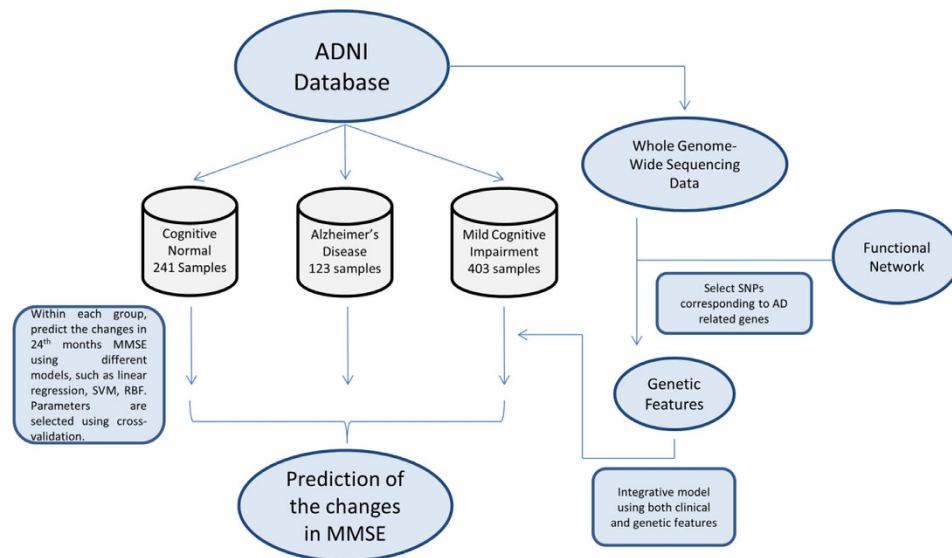 ADNI
Database
Whole Genome-
Wide Sequencing
Data
Cognitive
Normal
241 Samples
Alzheimer's
Disease
123 samples
Mild Cognitive
Impairment
403 samples
Functional
Network
Select SNPs
corresponding to AD
related genes
Within each group,
predict the changes in
24th months MMSE
using different
models, such as linear
regression, SVM, RBF.
Parameters are
selected using cross-
validation.
Genetic
Features
Prediction of
the changes
in MMSE
Integrative model
using both clinical
and genetic features